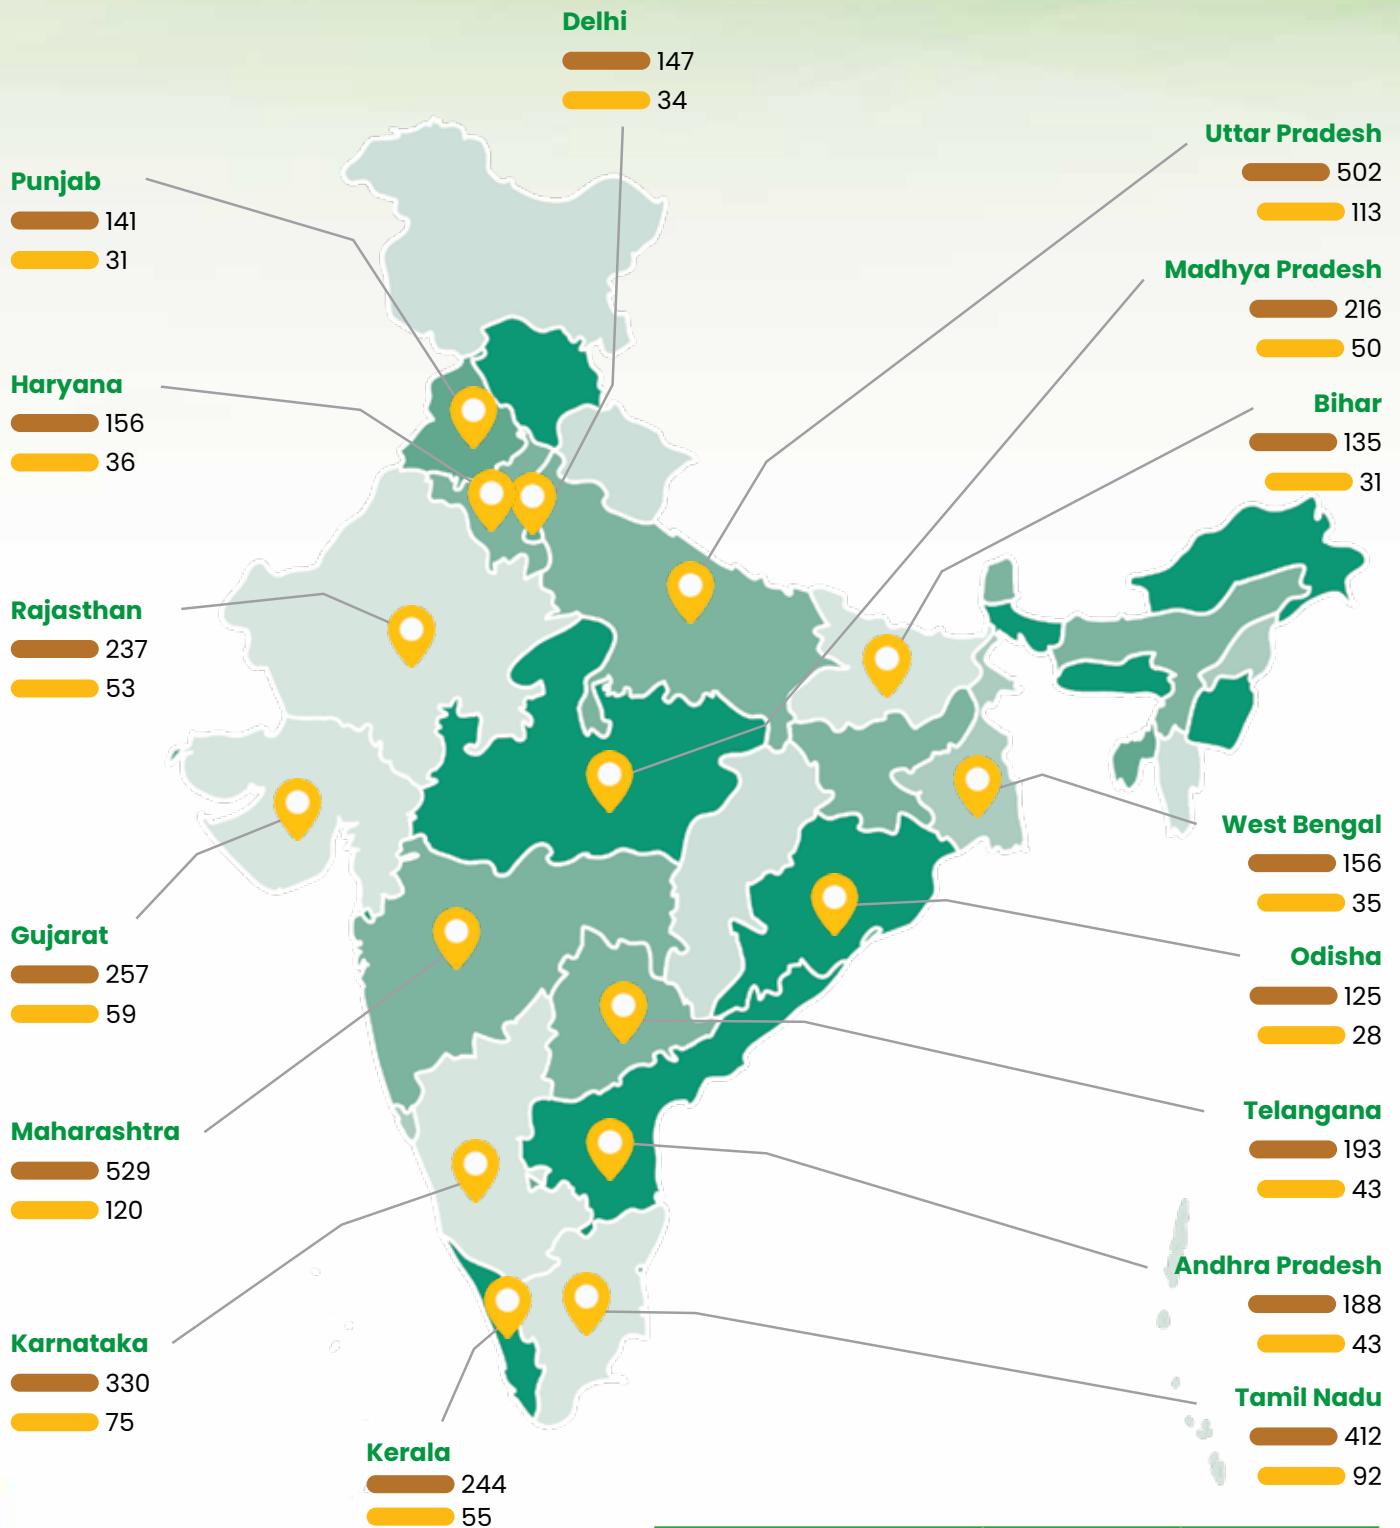 Delhi
147
34
Punjab
141
31
Haryana
156
36
Rajasthan
237
53
Gujarat
257
59
Maharashtra
529
120
Karnataka
330
75
Kerala
244
55
Uttar Pradesh
502
113
Madhya Pradesh
216
50
Bihar
135
31
West Bengal
156
35
Odisha
125
28
Telangana
193
43
Andhra Pradesh
188
43
Tamil Nadu
412
92